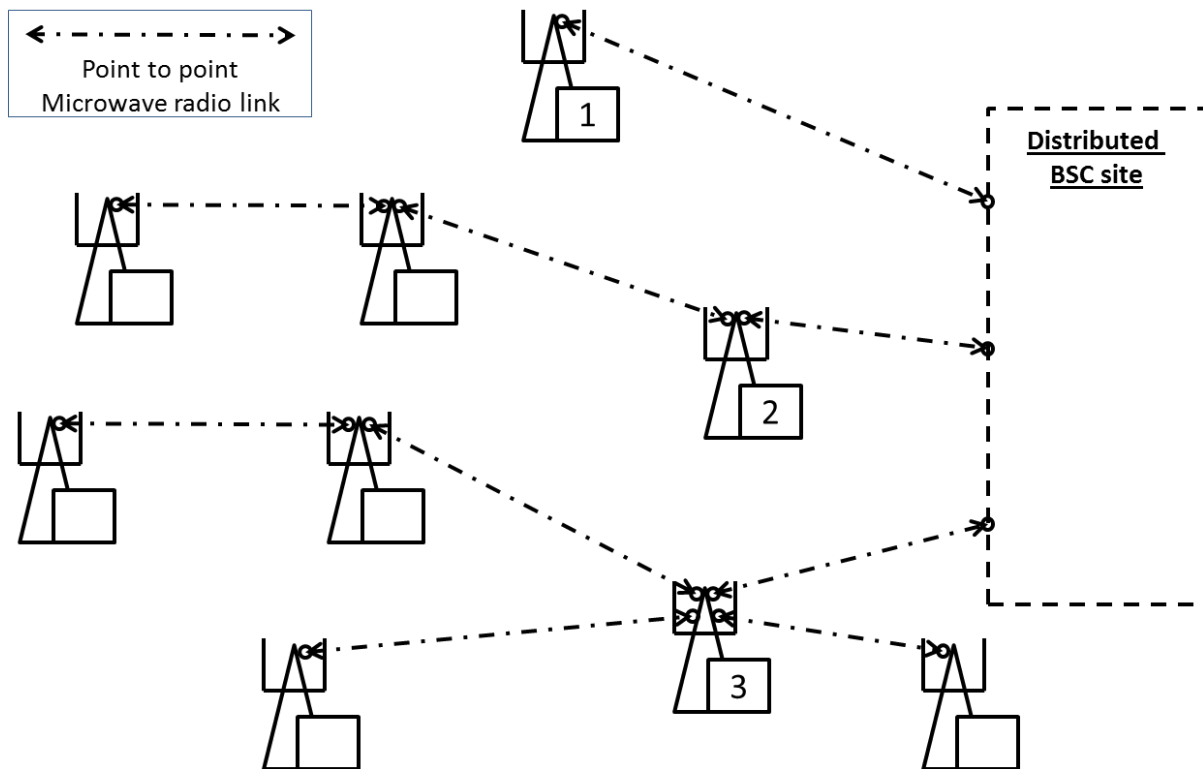 Point to point
Microwave radio link
1
Distributed
BSC site
2
3